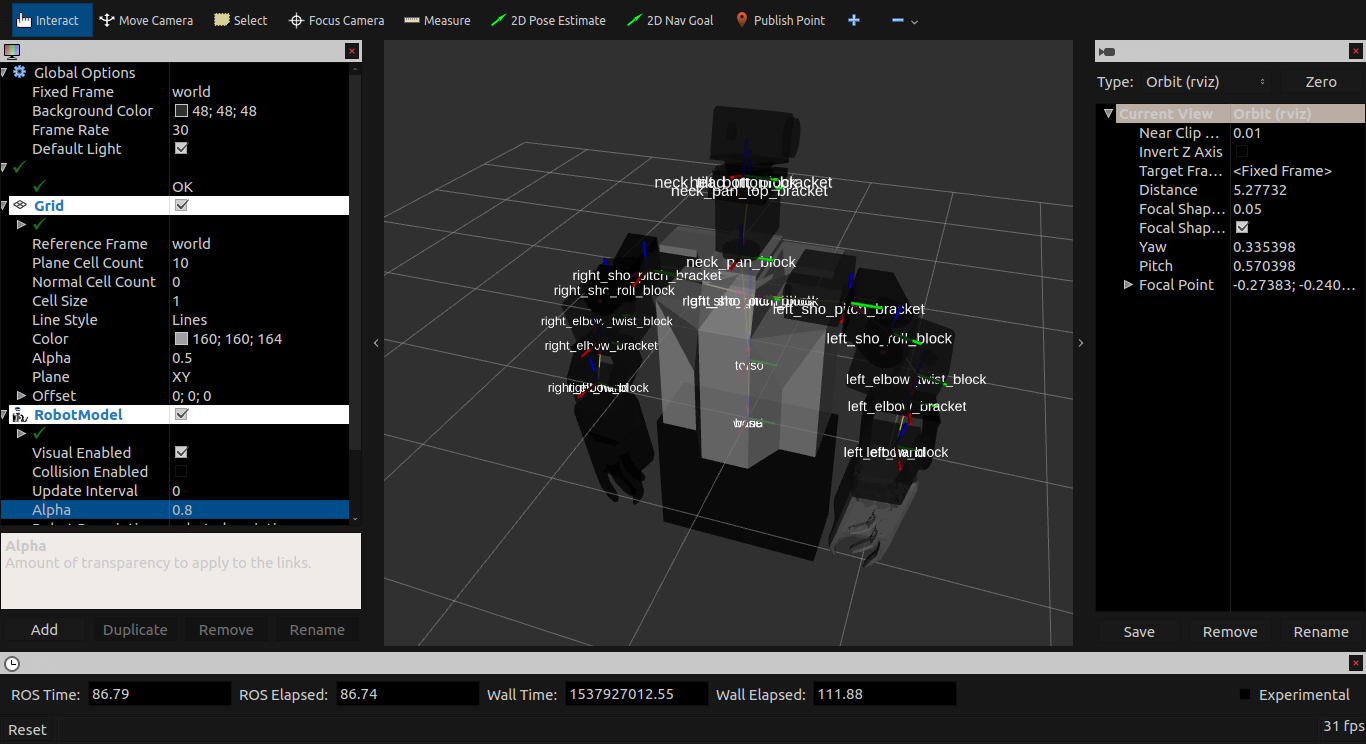 Interact Move Camera Select Focus Camera Measure 2D Pose Estimate 2D Nav Goal Publish Point
Global Options
Fixed Frame world
Background Color 48; 48; 48
Frame Rate 30
Default Light
OK
Grid
Reference Frame world
Plane Cell Count 10
Normal Cell Count 0
Cell Size 1
Line Style Lines
Color 160; 160; 164
Alpha 0.5
Plane XY
Offset 0; 0; 0
RobotModel
Visual Enabled
Collision Enabled
Update Interval 0
Alpha 0.8
Alpha
Amount of transparency to apply to the links.
Add Duplicate Remove Rename
neck_pan_top_bracket
neck_pan_block
right_sho_pitch_bracket
right_sho_roll_block
left_sho_pitch_bracket
right_elbow_twist_block
left_sho_roll_block
right_elbow_bracket
torso
left_elbow_twist_block
left_elbow_bracket
Type: Orbit (rviz) Zero
Current View Orbit (rviz)
Near Clip ... 0.01
Invert Z Axis
Target Fra... <Fixed Frame>
Distance 5.27732
Focal Shap... 0.05
Focal Shap...
Yaw 0.335398
Pitch 0.570398
Focal Point -0.27383; -0.240...
Save Remove Rename
ROS Time: 86.79 ROS Elapsed: 86.74 Wall Time: 1537927012.55 Wall Elapsed: 111.88 Experimental
Reset 31 fps